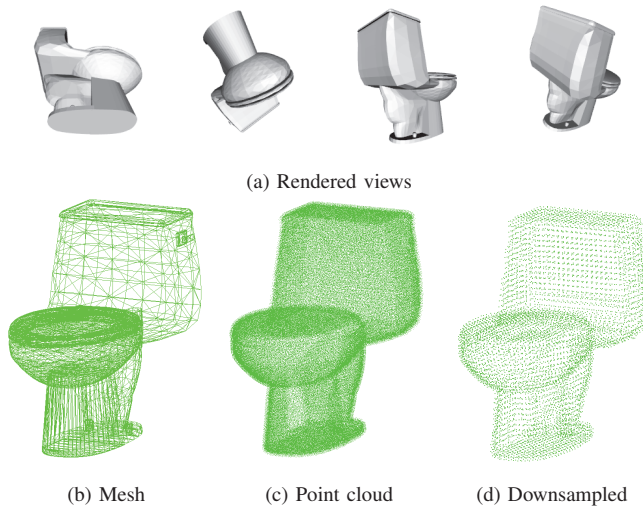 (a) Rendered views
(b) Mesh
(c) Point cloud
(d) Downsampled